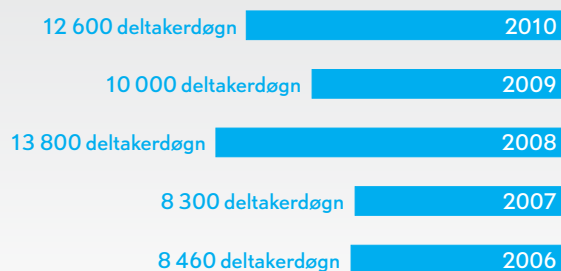 12 600 deltakerdøgn 2010
10 000 deltakerdøgn 2009
13 800 deltakerdøgn 2008
8 300 deltakerdøgn 2007
8 460 deltakerdøgn 2006